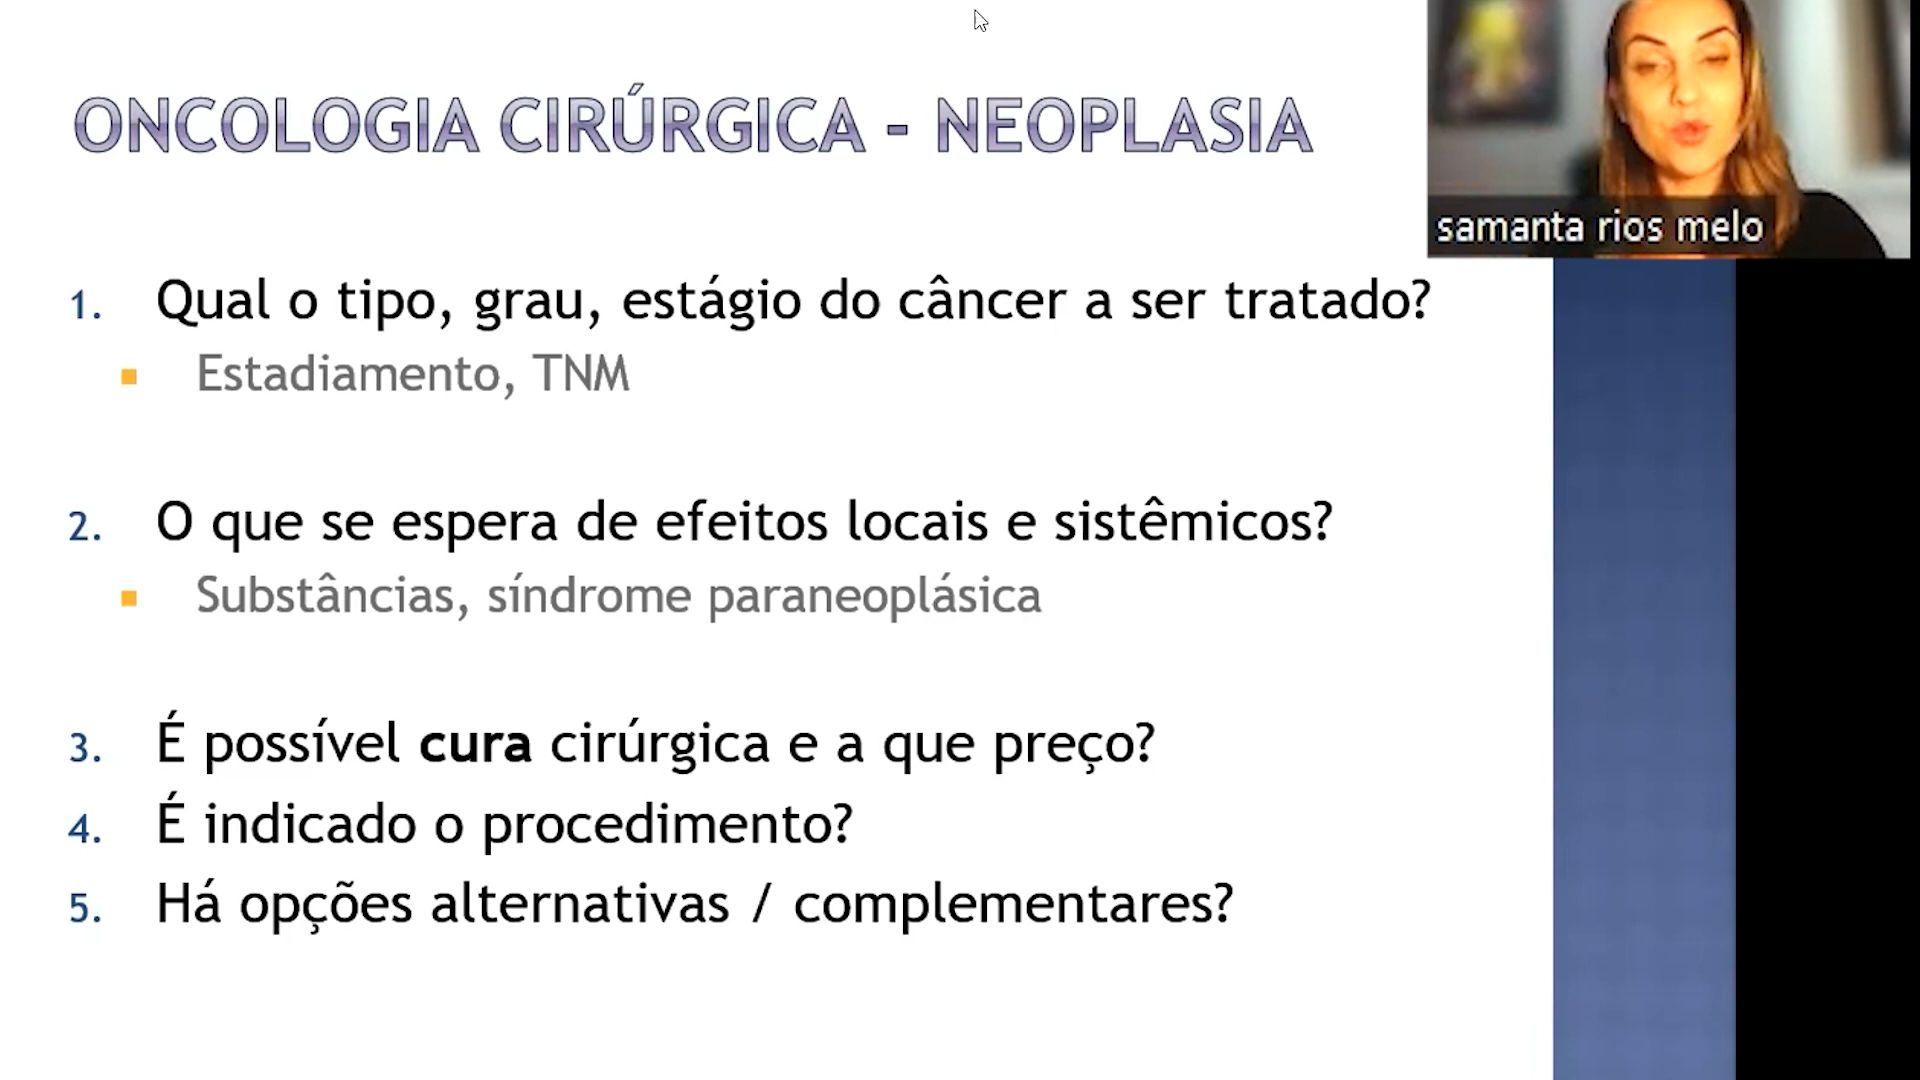 ONCOLOGIA CIRÚRGICA - NEOPLASIA
samanta rios melo
1. Qual o tipo, grau, estágio do câncer a ser tratado?
Estadiamento, TNM
2. O que se espera de efeitos locais e sistêmicos?
Substâncias, síndrome paraneoplásica
3. É possível cura cirúrgica e a que preço?
4. É indicado o procedimento?
5. Há opções alternativas / complementares?